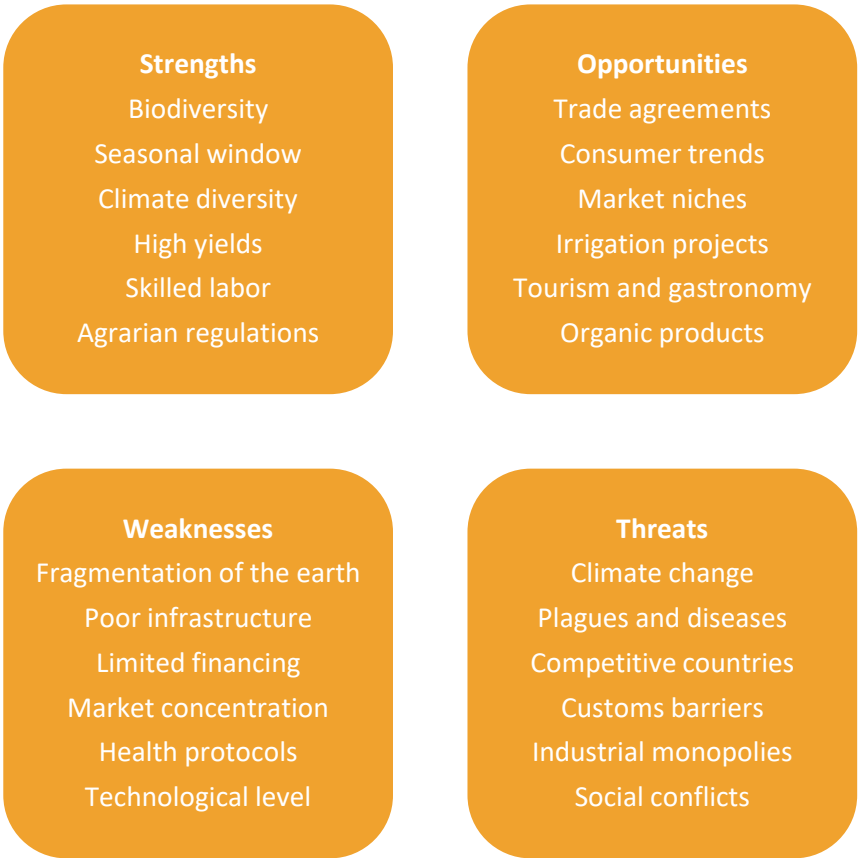 Strengths
Biodiversity
Seasonal window
Climate diversity
High yields
Skilled labor
Agrarian regulations
Opportunities
Trade agreements
Consumer trends
Market niches
Irrigation projects
Tourism and gastronomy
Organic products
Weaknesses
Fragmentation of the earth
Poor infrastructure
Limited financing
Market concentration
Health protocols
Technological level
Threats
Climate change
Plagues and diseases
Competitive countries
Customs barriers
Industrial monopolies
Social conflicts